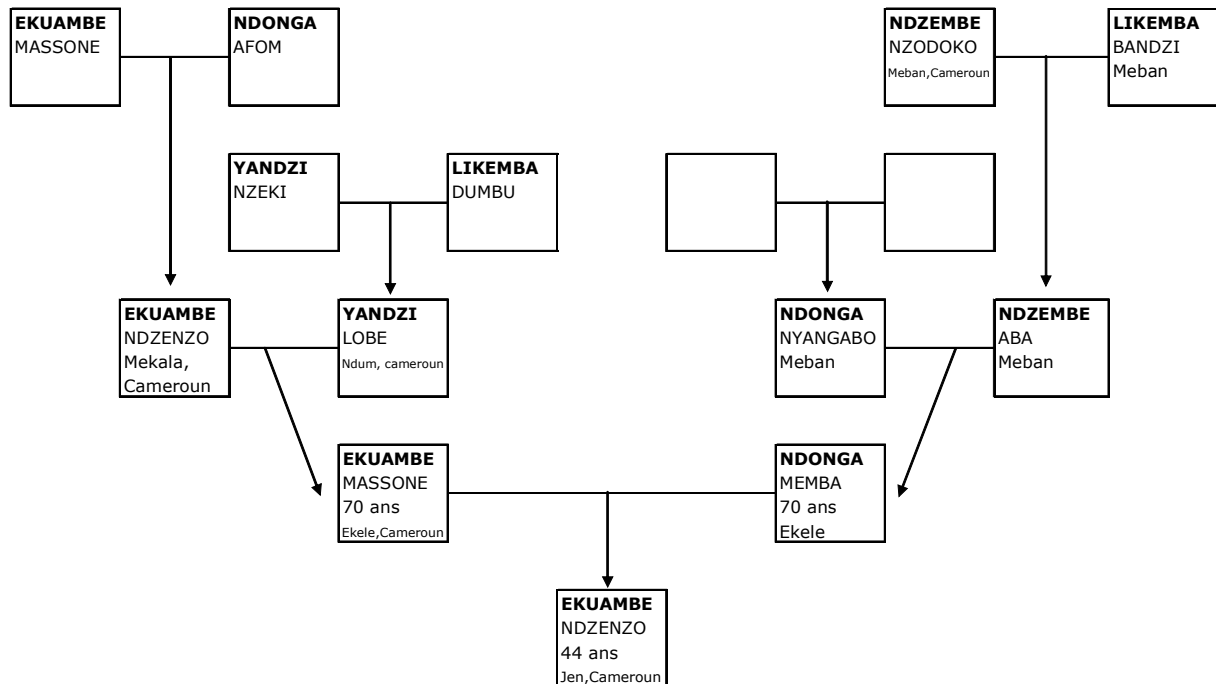 EKUAMBE
MASSONE
NDONGA
AFOM
NDZEMBE
NZODOKO
Meban,Cameroun
LIKEMBA
BANDZI
Meban
YANDZI
NZEKI
LIKEMBA
DUMBU
EKUAMBE
NDZENZO
Mekala,
Cameroun
YANDZI
LOBE
Ndum, cameroun
NDONGA
NYANGABO
Meban
NDZEMBE
ABA
Meban
EKUAMBE
MASSONE
70 ans
Ekele,Cameroun
NDONGA
MEMBA
70 ans
Ekele
EKUAMBE
NDZENZO
44 ans
Jen,Cameroun